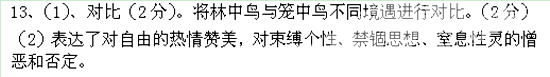 13、（1）、对比（2分）。将林中鸟与笼中鸟不同境遇进行对比。（2分）
（2）表达了对自由的热情赞美，对束缚个性、禁锢思想、窒息性灵的憎
恶和否定。